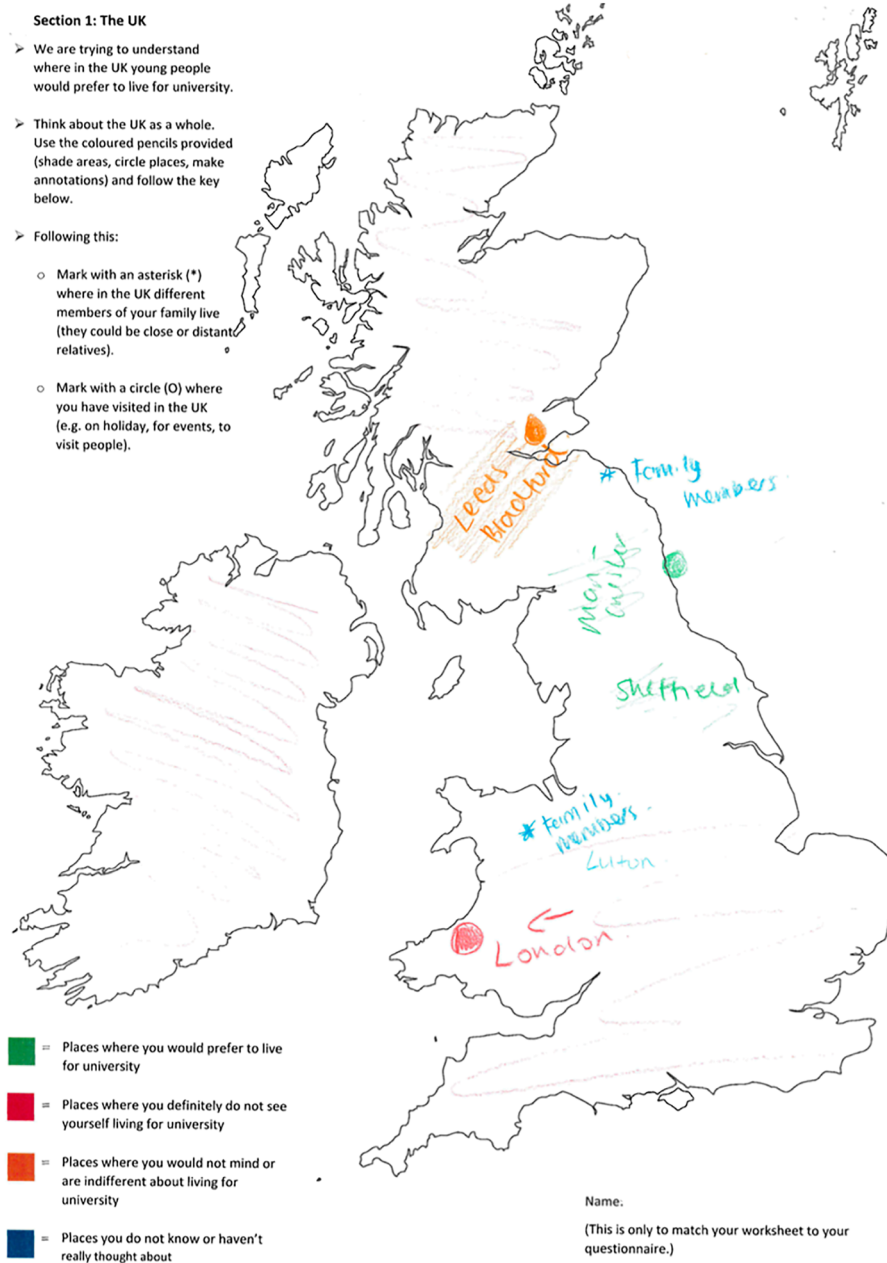 Section 1: The UK
➢ We are trying to understand
where in the UK young people
would prefer to live for university.
➢ Think about the UK as a whole.
Use the coloured pencils provided
(shade areas, circle places, make
annotations) and follow the key
below.
➢ Following this:
o Mark with an asterisk (*)
where in the UK different
members of your family live
(they could be close or distant
relatives).
o Mark with a circle (O) where
you have visited in the UK
(e.g. on holiday, for events, to
visit people).
Leeds
Bradford
* Family
members
Man-
Sheffield
* Family
members
Luton
←
London
= Places where you would prefer to live
for university
= Places where you definitely do not see
yourself living for university
= Places where you would not mind or
are indifferent about living for
university
= Places you do not know or haven't
really thought about
Name:
(This is only to match your worksheet to your
questionnaire.)